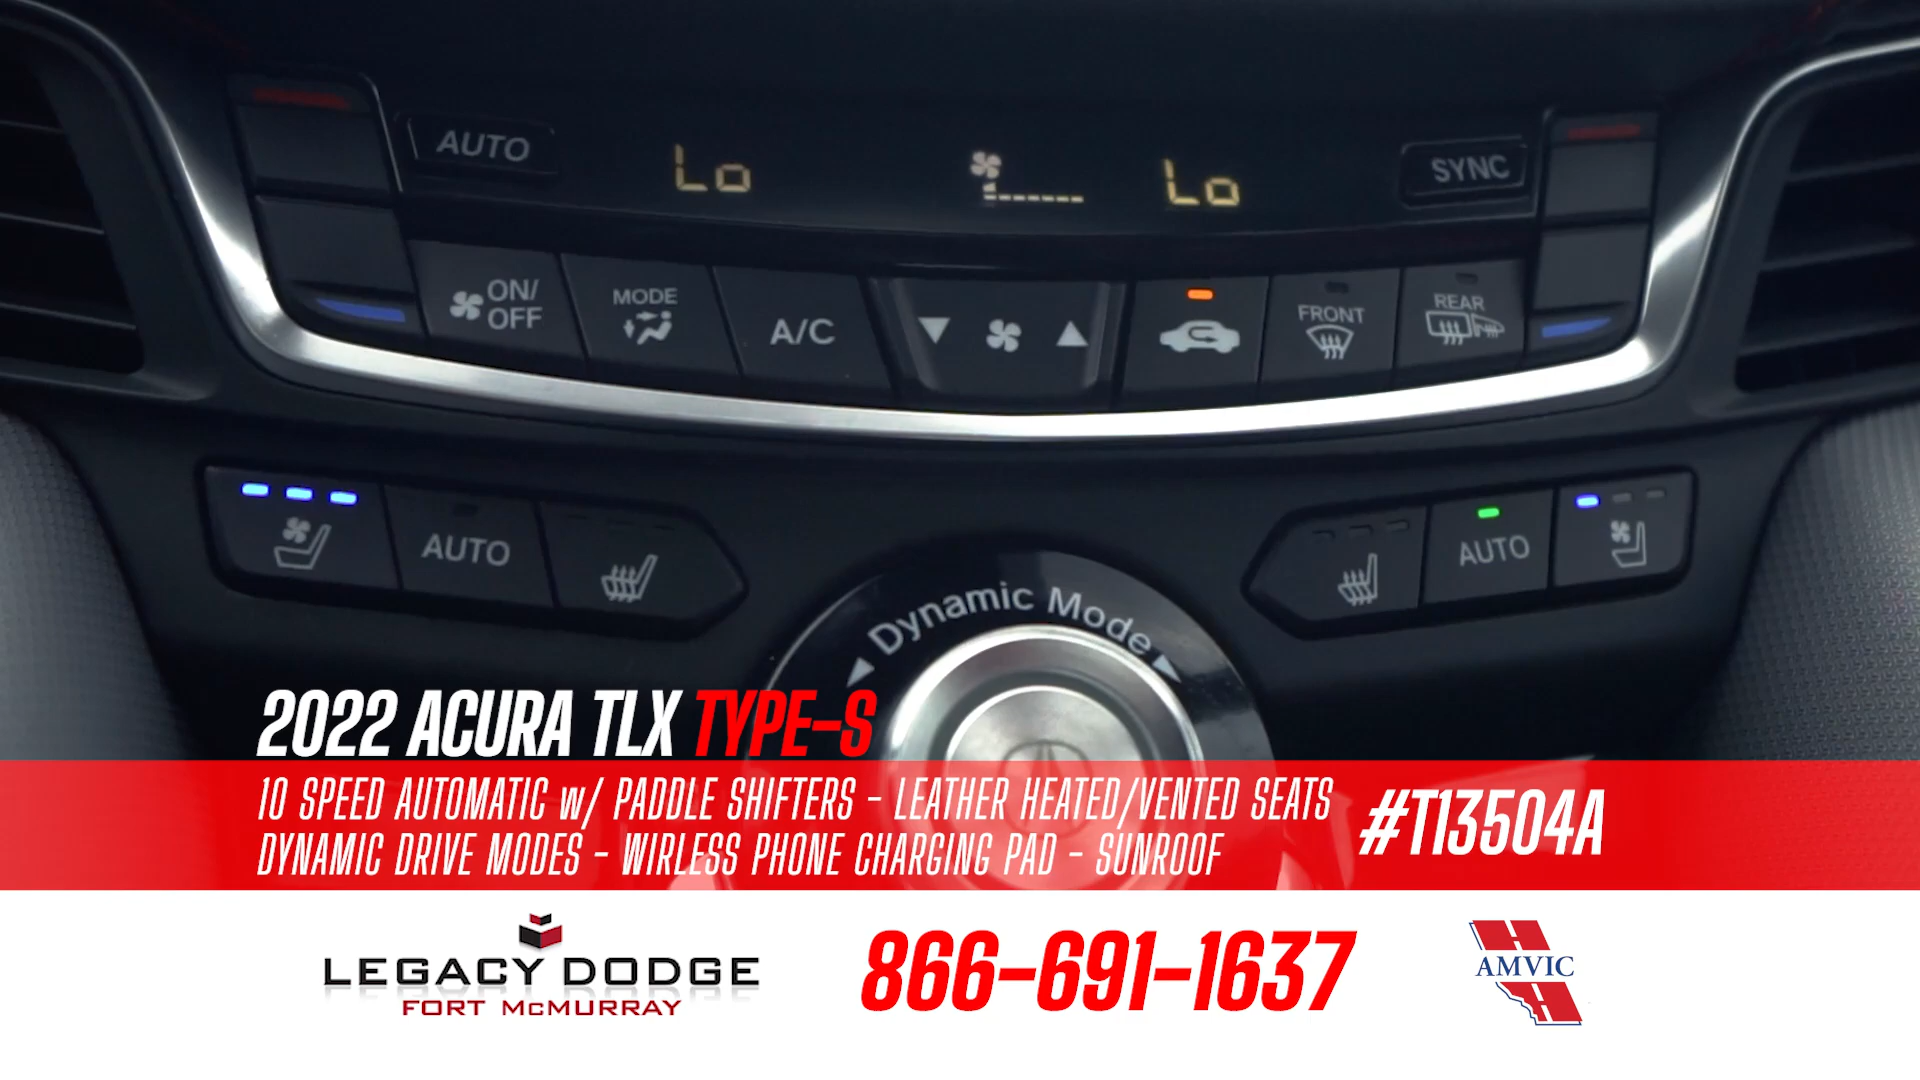 AUTO Lo Lo SYNC
ON/
OFF
MODE
A/C
FRONT
REAR
AUTO
AUTO
Dynamic Mode
2022 ACURA TLX TYPE-S
10 SPEED AUTOMATIC w/ PADDLE SHIFTERS - LEATHER HEATED/VENTED SEATS
DYNAMIC DRIVE MODES - WIRLESS PHONE CHARGING PAD - SUNROOF
#T13504A
LEGACY DODGE
FORT McMURRAY
866-691-1637
AMVIC